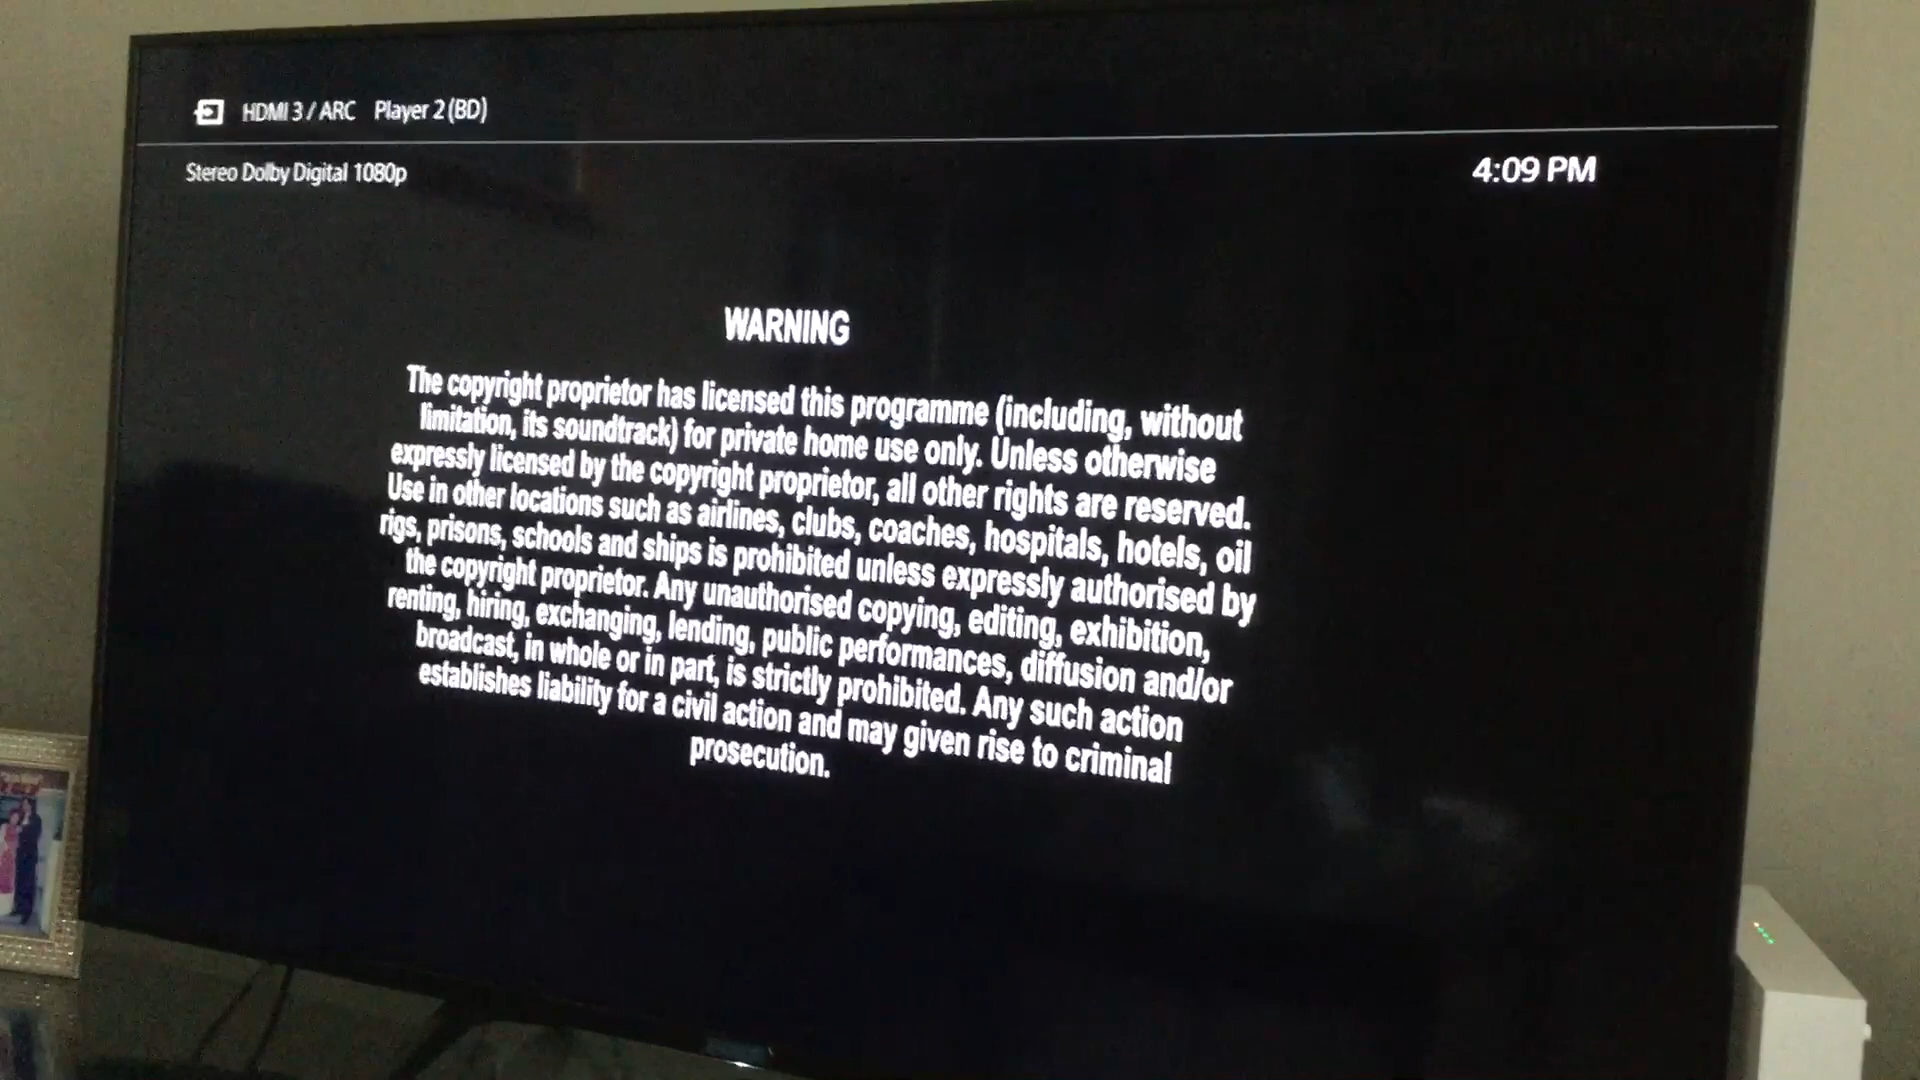 HDMI 3 / ARC Player 2 (BD)
Stereo Dolby Digital 1080p
4:09 PM
WARNING
The copyright proprietor has licensed this programme (including, without
limitation, its soundtrack) for private home use only. Unless otherwise
expressly licensed by the copyright proprietor, all other rights are reserved.
Use in other locations such as airlines, clubs, coaches, hospitals, hotels, oil
rigs, prisons, schools and ships is prohibited unless expressly authorised by
the copyright proprietor. Any unauthorised copying, editing, exhibition,
renting, hiring, exchanging, lending, public performances, diffusion and/or
broadcast, in whole or in part, is strictly prohibited. Any such action
establishes liability for a civil action and may given rise to criminal
prosecution.